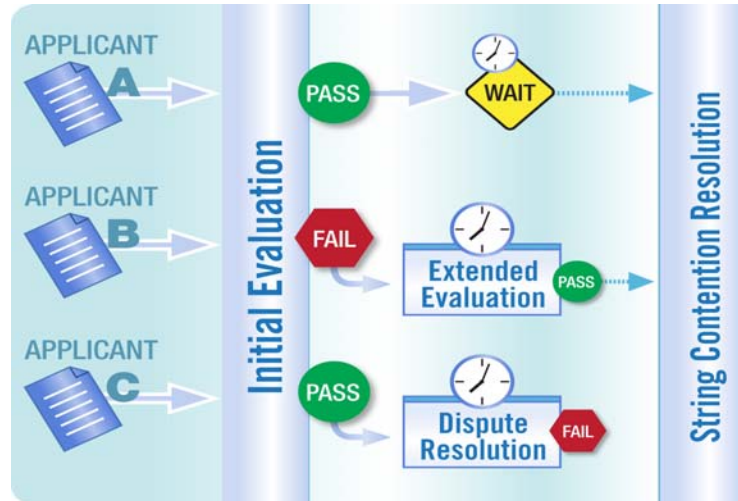 APPLICANT
A
PASS
WAIT
APPLICANT
B
FAIL
Extended
Evaluation
PASS
APPLICANT
C
PASS
Dispute
Resolution
FAIL
Initial Evaluation
String Contention Resolution